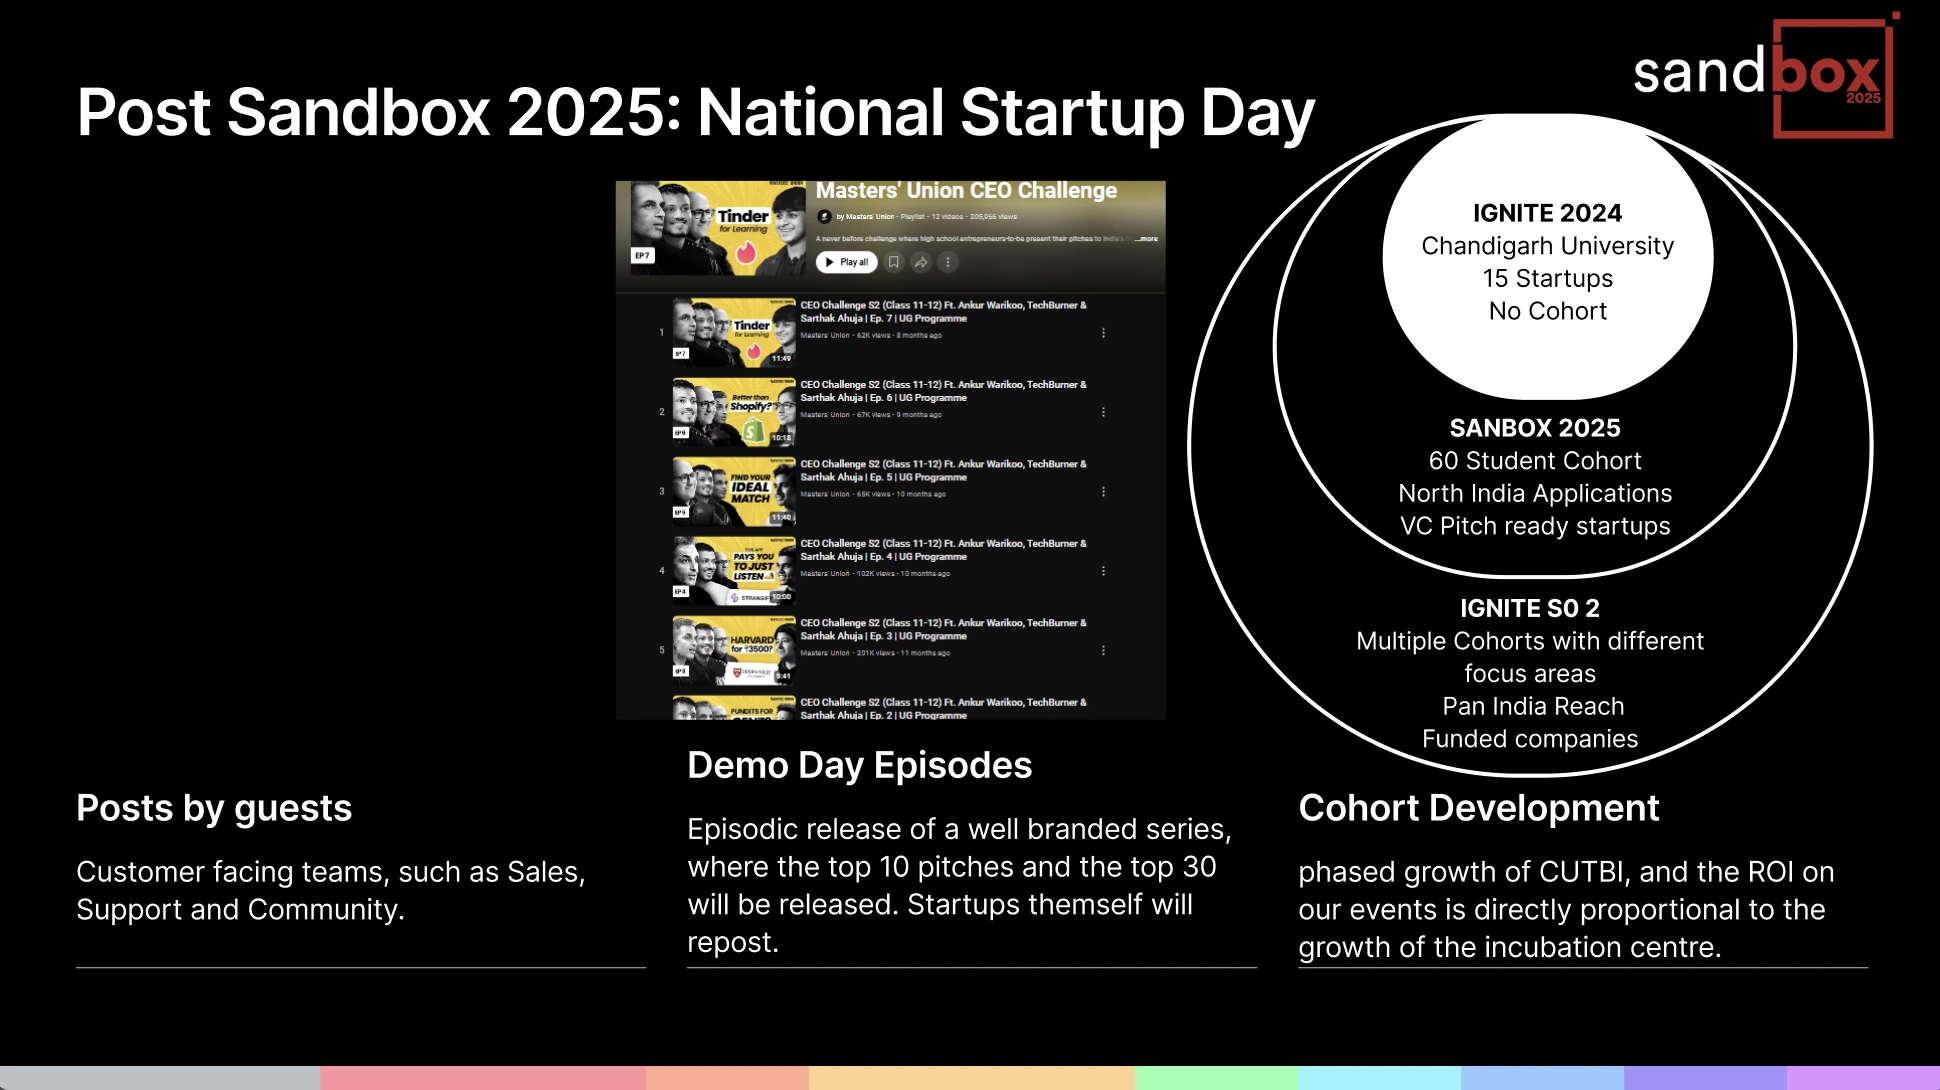 sandbox
2025
Post Sandbox 2025: National Startup Day
Masters' Union CEO Challenge
by Masters' Union - Playlist - 12 videos - 205,966 views
A never before challenge where high school entrepreneurs-to-be present their pitches to India's
...more
Play all
Tinder
for Learning
EP7
1
Tinder
for Learning
EP7
11:49
CEO Challenge S2 (Class 11-12) Ft. Ankur Warikoo, TechBurner &
Sarthak Ahuja | Ep. 7 | UG Programme
Masters' Union - 62K views - 8 months ago
2
Better than
Shopify?
EP6
10:18
CEO Challenge S2 (Class 11-12) Ft. Ankur Warikoo, TechBurner &
Sarthak Ahuja | Ep. 6 | UG Programme
Masters' Union - 67K views - 9 months ago
3
FIND YOUR
IDEAL
MATCH
EP5
11:40
CEO Challenge S2 (Class 11-12) Ft. Ankur Warikoo, TechBurner &
Sarthak Ahuja | Ep. 5 | UG Programme
Masters' Union - 65K views - 10 months ago
4
PAYS YOU
TO JUST
LISTEN
EP4
10:00
CEO Challenge S2 (Class 11-12) Ft. Ankur Warikoo, TechBurner &
Sarthak Ahuja | Ep. 4 | UG Programme
Masters' Union - 102K views - 10 months ago
5
HARVARD
for ₹3500?
EP3
9:41
CEO Challenge S2 (Class 11-12) Ft. Ankur Warikoo, TechBurner &
Sarthak Ahuja | Ep. 3 | UG Programme
Masters' Union - 201K views - 11 months ago
PUNDITS FOR
CEO Challenge S2 (Class 11-12) Ft. Ankur Warikoo, TechBurner &
Sarthak Ahuja | Ep. 2 | UG Programme
IGNITE 2024
Chandigarh University
15 Startups
No Cohort
SANBOX 2025
60 Student Cohort
North India Applications
VC Pitch ready startups
IGNITE S0 2
Multiple Cohorts with different
focus areas
Pan India Reach
Funded companies
Posts by guests
Customer facing teams, such as Sales,
Support and Community.
Demo Day Episodes
Episodic release of a well branded series,
where the top 10 pitches and the top 30
will be released. Startups themself will
repost.
Cohort Development
phased growth of CUTBI, and the ROI on
our events is directly proportional to the
growth of the incubation centre.